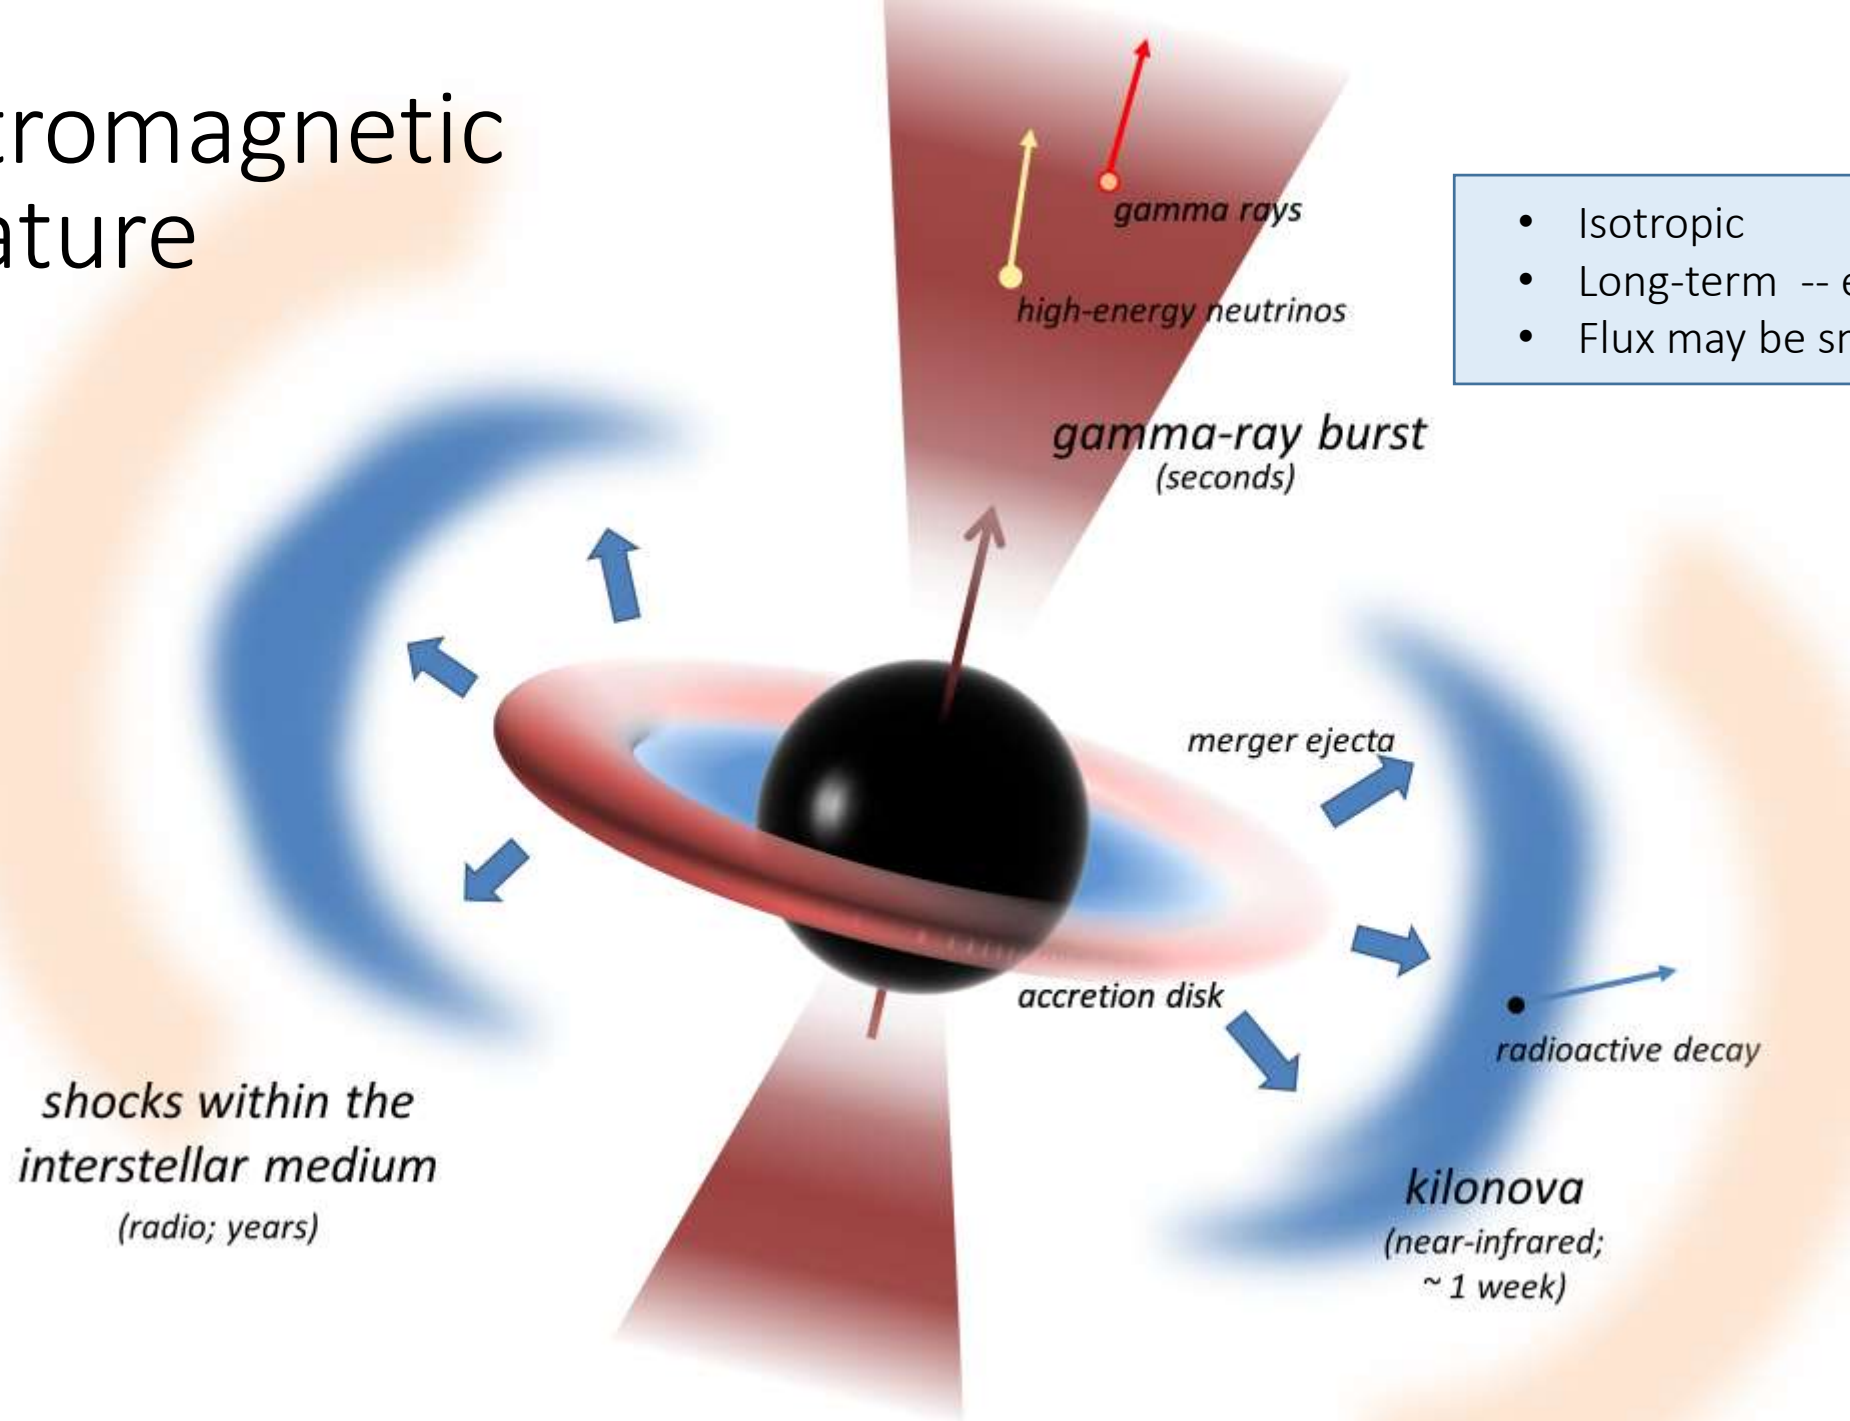 tromagnetic
ature
gamma rays
high-energy neutrinos
• Isotropic
• Long-term -- e
• Flux may be sm
gamma-ray burst
(seconds)
merger ejecta
accretion disk
radioactive decay
shocks within the
interstellar medium
(radio; years)
kilonova
(near-infrared;
~ 1 week)